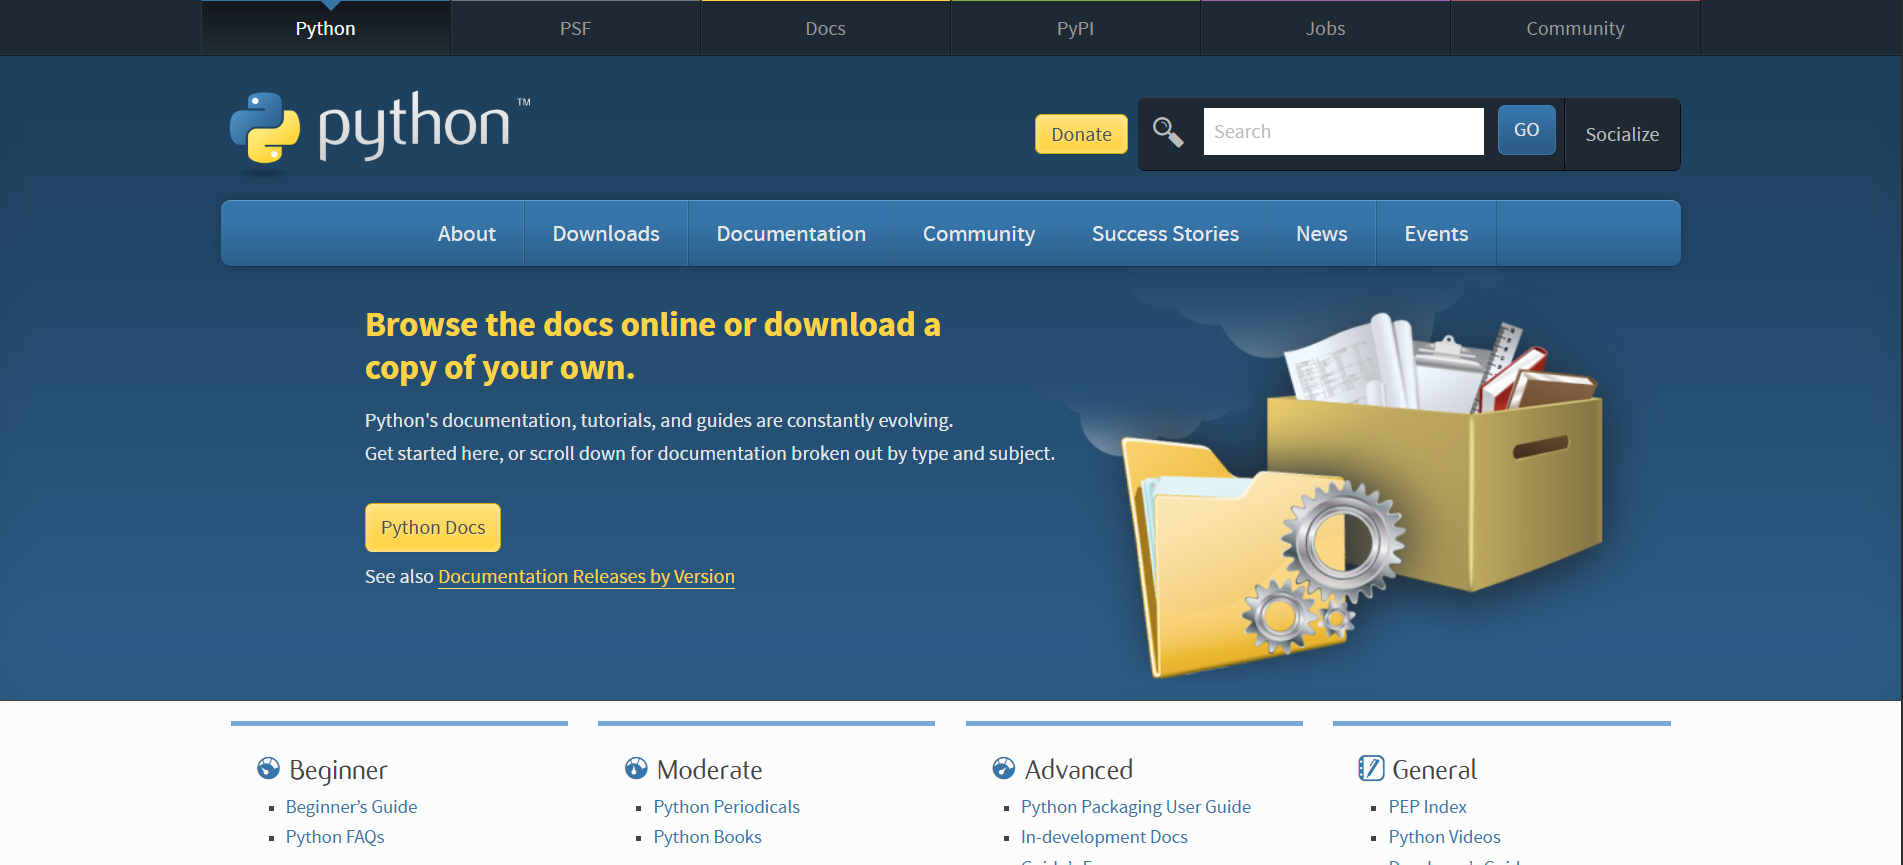 Python
PSF
Docs
PyPI
Jobs
Community
python™
Donate
Search
GO
Socialize
About
Downloads
Documentation
Community
Success Stories
News
Events
Browse the docs online or download a
copy of your own.
Python's documentation, tutorials, and guides are constantly evolving.
Get started here, or scroll down for documentation broken out by type and subject.
Python Docs
See also Documentation Releases by Version
Beginner
Beginner’s Guide
Python FAQs
Moderate
Python Periodicals
Python Books
Advanced
Python Packaging User Guide
In-development Docs
General
PEP Index
Python Videos